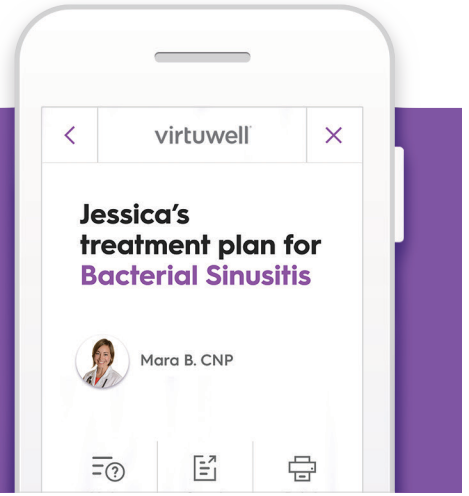 virtuwell
Jessica's
treatment plan for
Bacterial Sinusitis
Mara B. CNP